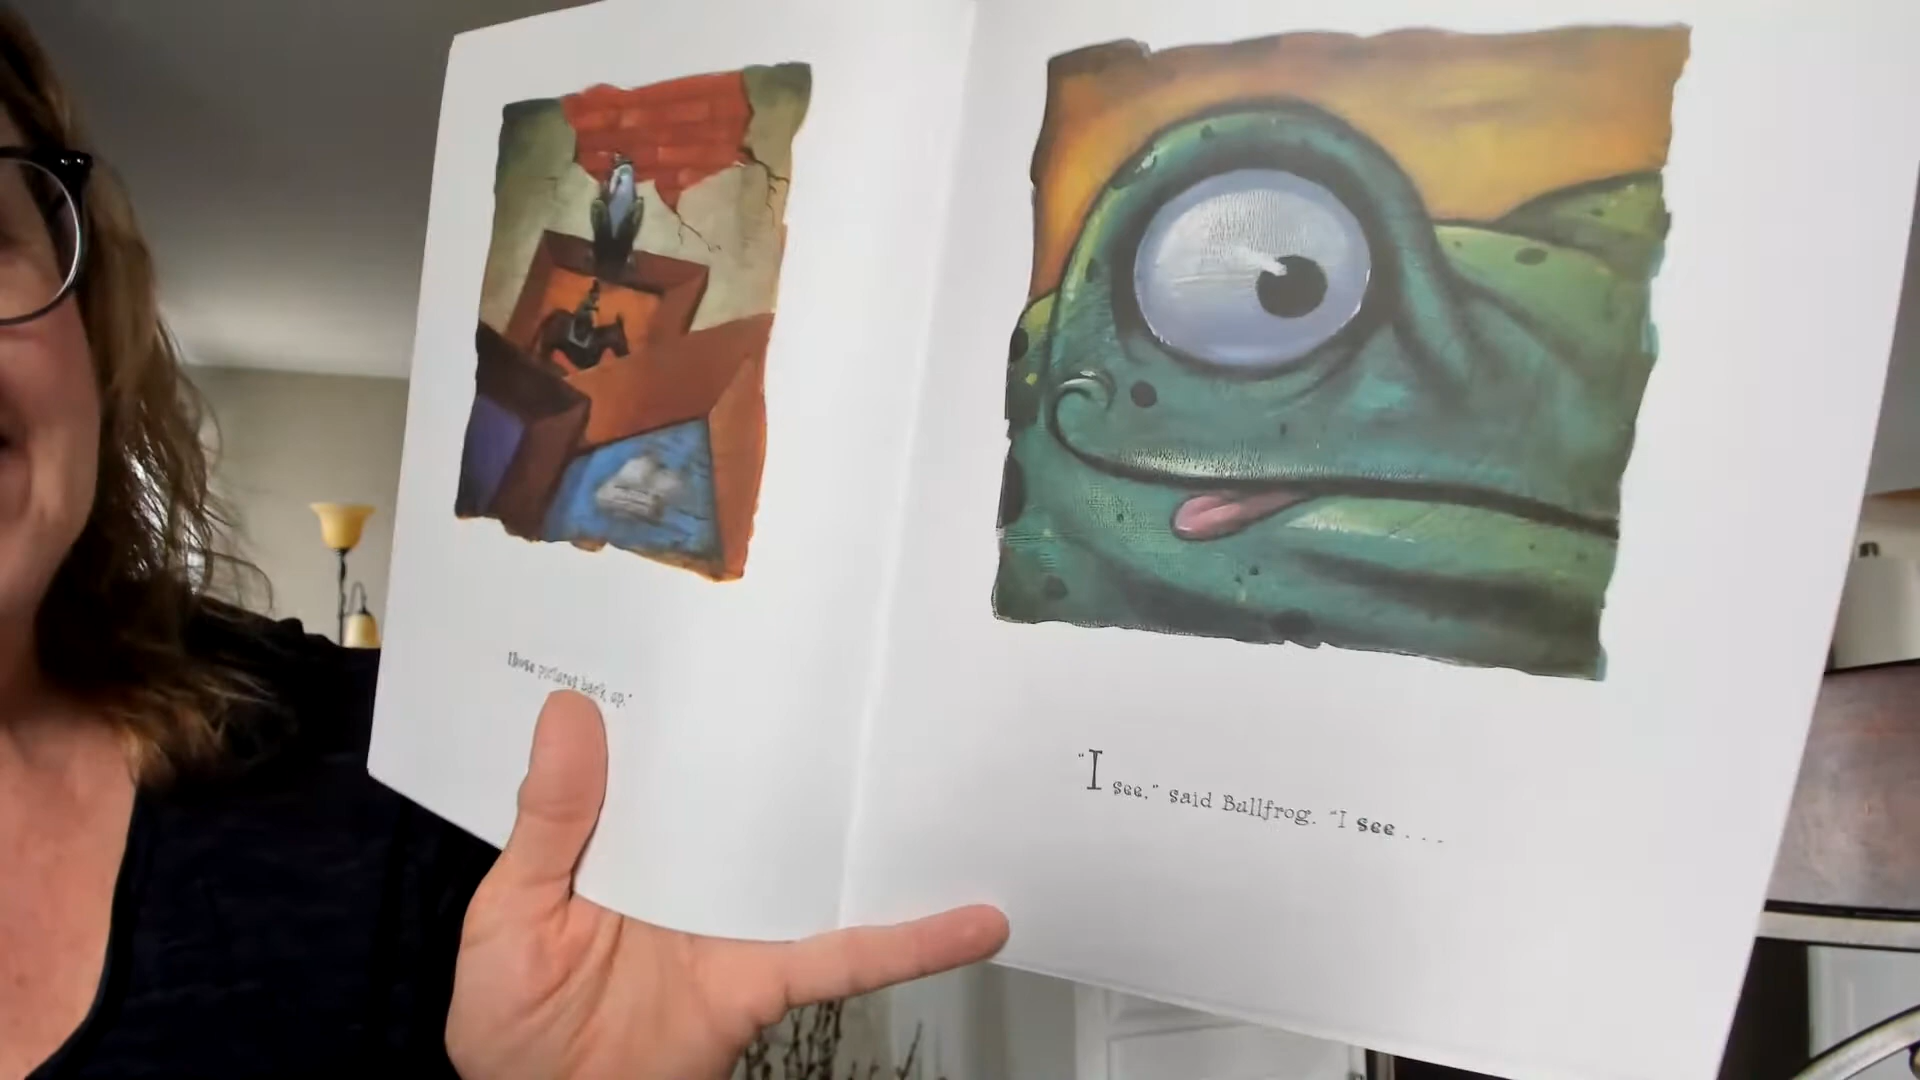 those pictures back up."
"I see," said Bullfrog. "I see . . .